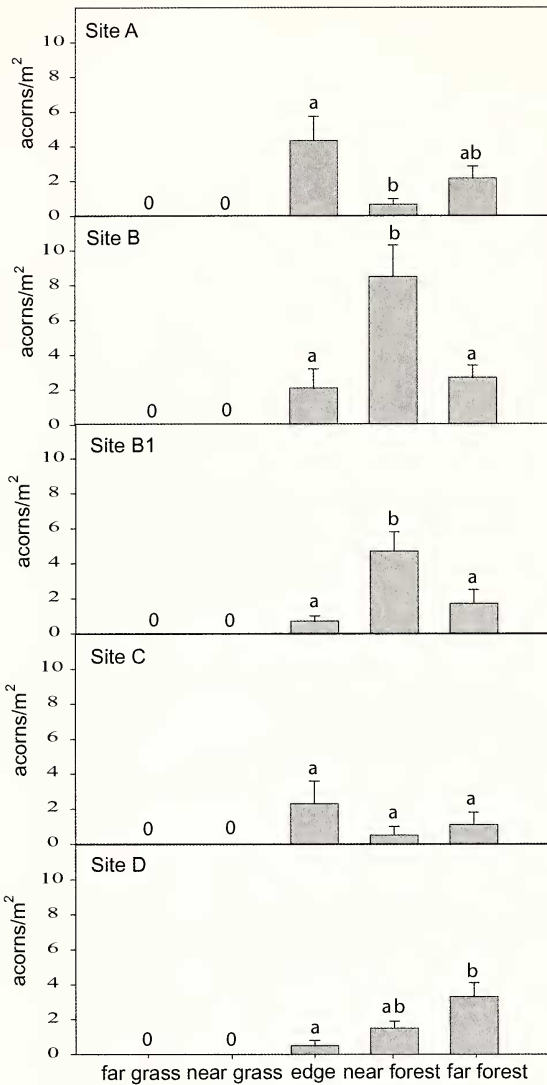 Site A
acorns/m²
10
8
6
4
2
0
0 0 a b ab
Site B
acorns/m²
10
8
6
4
2
0
0 0 a b a
Site B1
acorns/m²
10
8
6
4
2
0
0 0 a b a
Site C
acorns/m²
10
8
6
4
2
0
0 0 a a a
Site D
acorns/m²
10
8
6
4
2
0
0 0 a ab b
far grass near grass edge near forest far forest